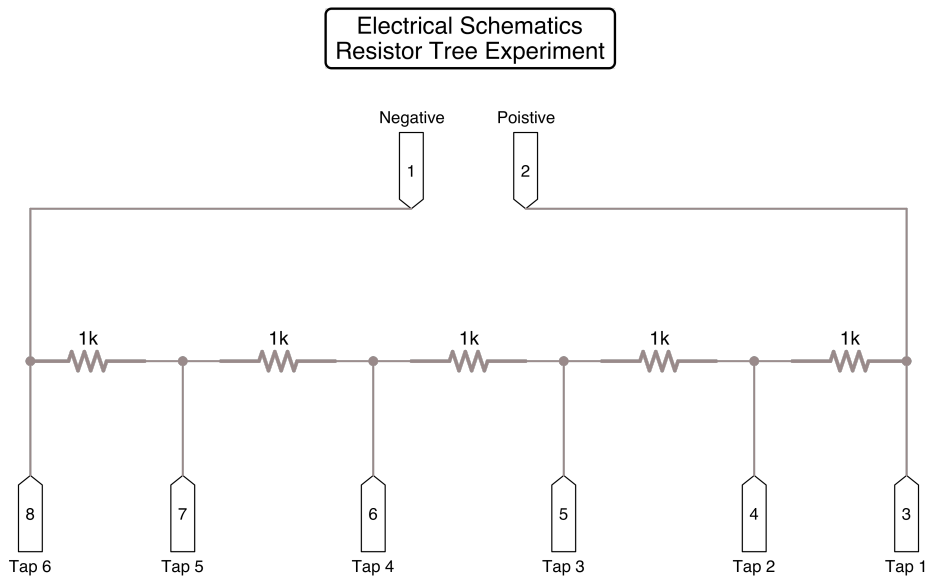 Electrical Schematics
Resistor Tree Experiment
Negative
Poistive
1
2
1k
1k
1k
1k
1k
8
7
6
5
4
3
Tap 6
Tap 5
Tap 4
Tap 3
Tap 2
Tap 1